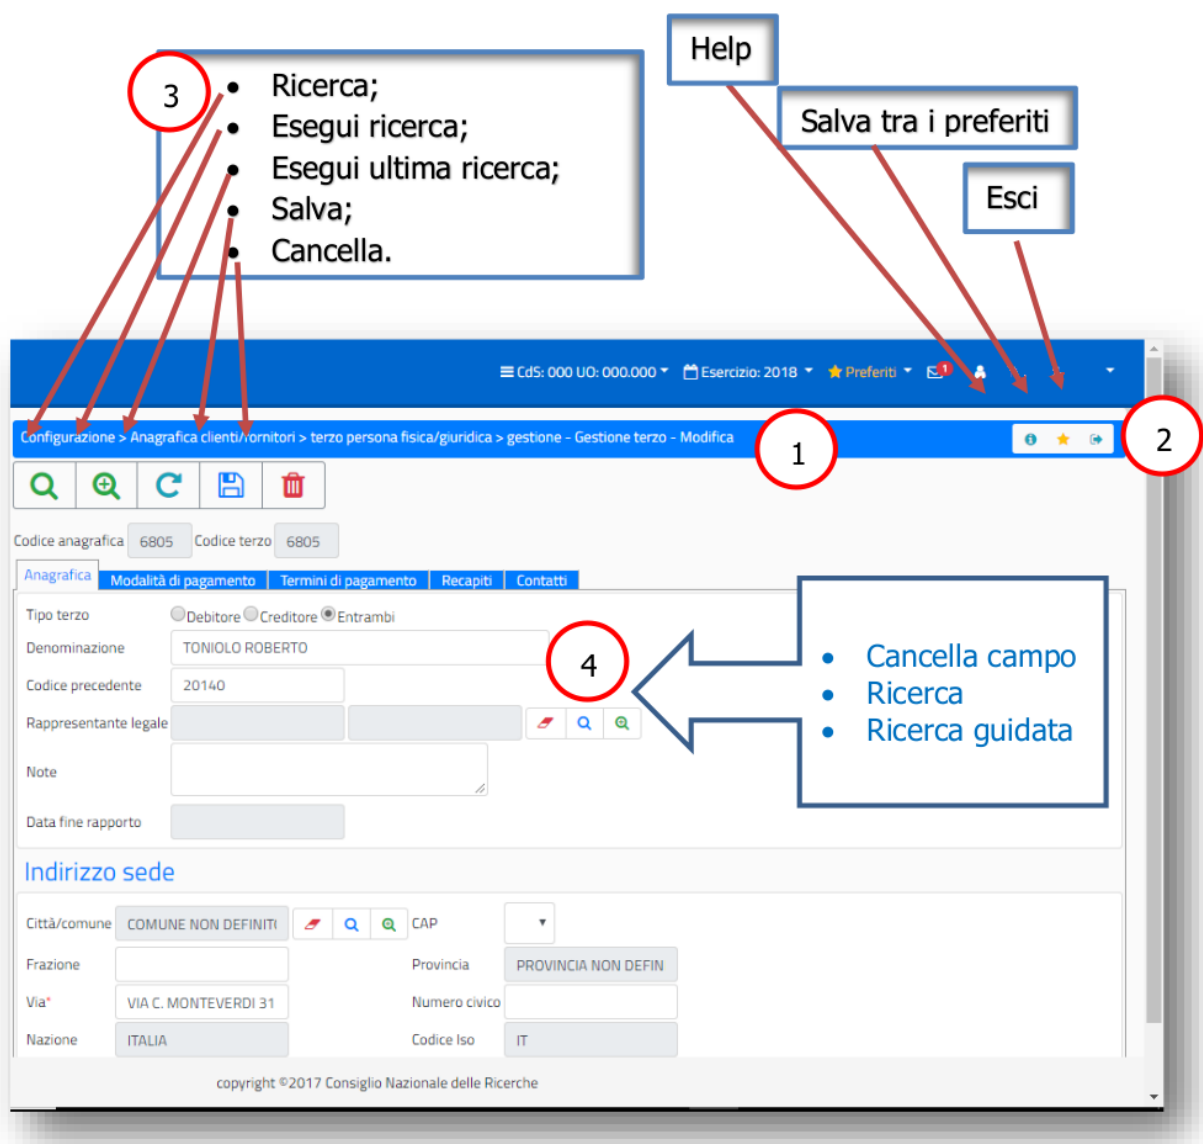 Help
3
• Ricerca;
• Esegui ricerca;
• Esegui ultima ricerca;
• Salva;
• Cancella.
Salva tra i preferiti
Esci
CdS: 000 UO: 000.000 Esercizio: 2018 Preferiti 1
Configurazione > Anagrafica clienti/fornitori > terzo persona fisica/giuridica > gestione - Gestione terzo - Modifica
1
2
Codice anagrafica 6805 Codice terzo 6805
Anagrafica Modalità di pagamento Termini di pagamento Recapiti Contatti
Tipo terzo Debitore Creditore Entrambi
Denominazione TONIOLO ROBERTO
4
• Cancella campo
• Ricerca
• Ricerca guidata
Codice precedente 20140
Rappresentante legale
Note
Data fine rapporto
Indirizzo sede
Città/comune COMUNE NON DEFINIT CAP
Frazione Provincia PROVINCIA NON DEFIN
Via* VIA C. MONTEVERDI 31 Numero civico
Nazione ITALIA Codice Iso IT
copyright ©2017 Consiglio Nazionale delle Ricerche